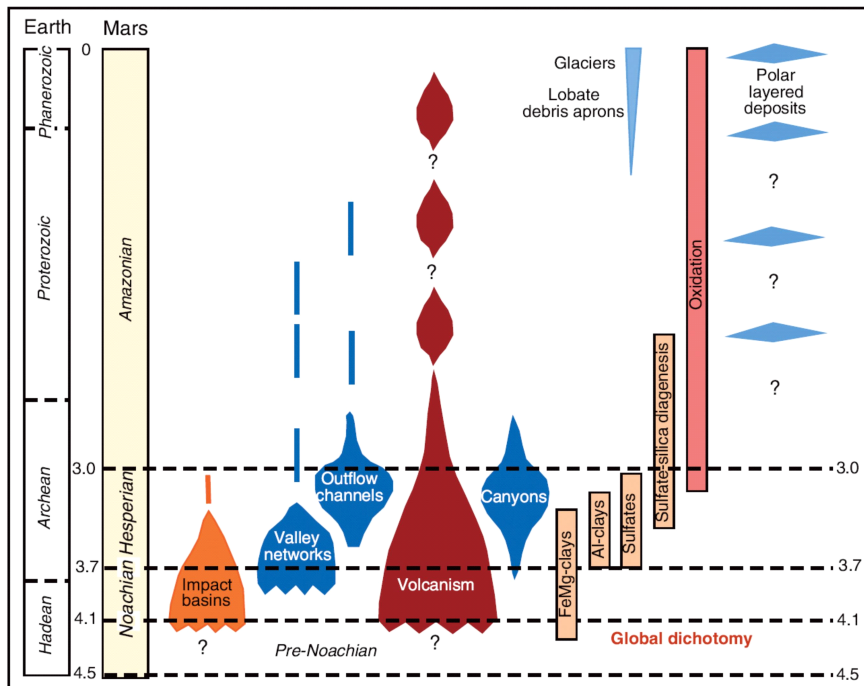 Earth
Mars
0
Phanerozoic
Proterozoic
Archean
Hadean
Amazonian
Noachian Hesperian
3.0
3.7
4.1
4.5
Impact
basins
?
Valley
networks
Outflow
channels
?
?
Volcanism
?
Canyons
Pre-Noachian
FeMg-clays
Al-clays
Sulfates
Sulfate-silica diagenesis
Oxidation
Glaciers
Lobate
debris aprons
Polar
layered
deposits
?
?
?
3.0
3.7
4.1
4.5
Global dichotomy